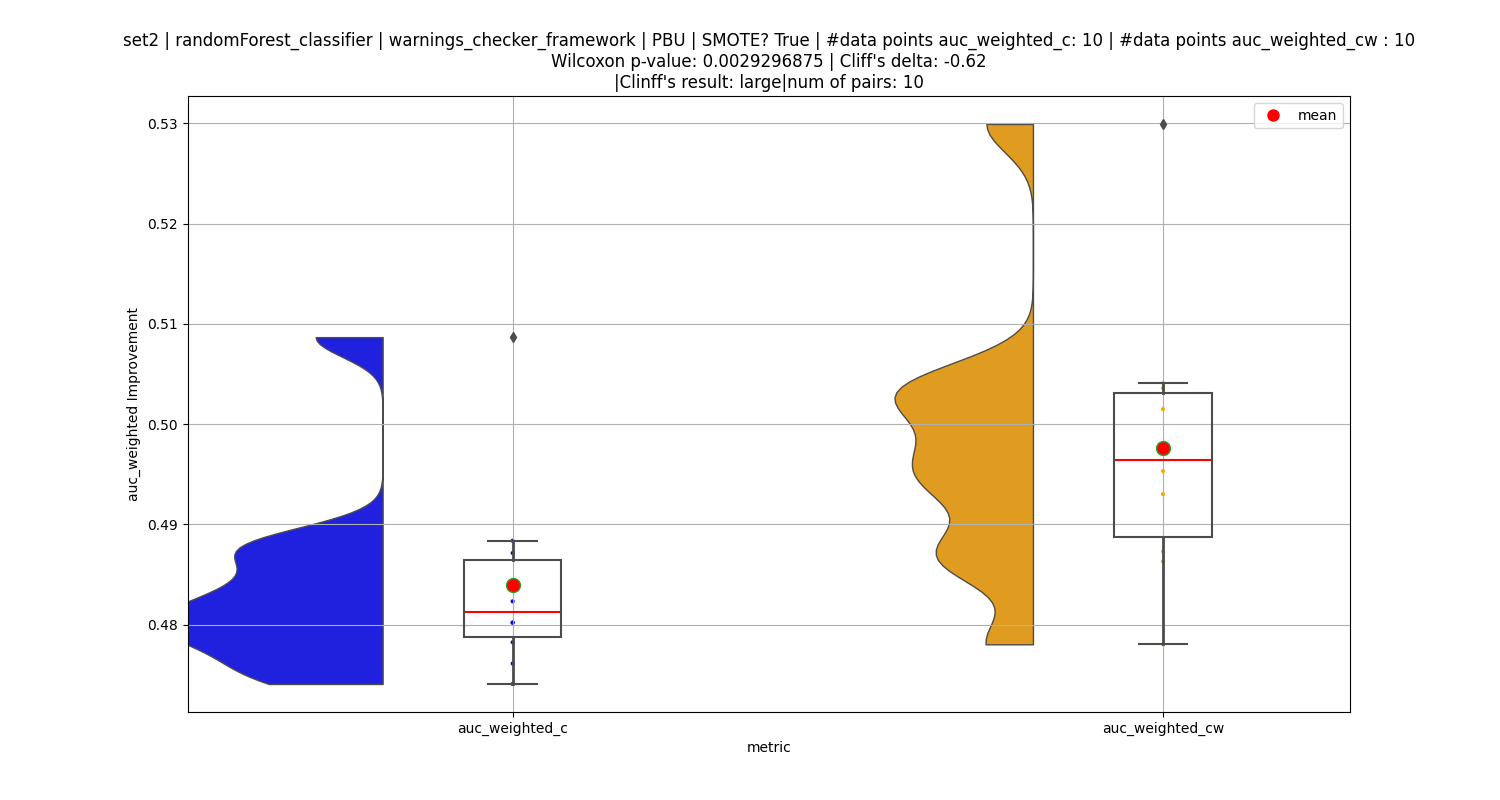 set2 | randomForest_classifier | warnings_checker_framework | PBU | SMOTE? True | #data points auc_weighted_c: 10 | #data points auc_weighted_cw : 10
Wilcoxon p-value: 0.0029296875 | Cliff's delta: -0.62
|Clinff's result: large|num of pairs: 10
mean
0.53
0.52
0.51
0.50
0.49
0.48
auc_weighted Improvement
auc_weighted_c
auc_weighted_cw
metric